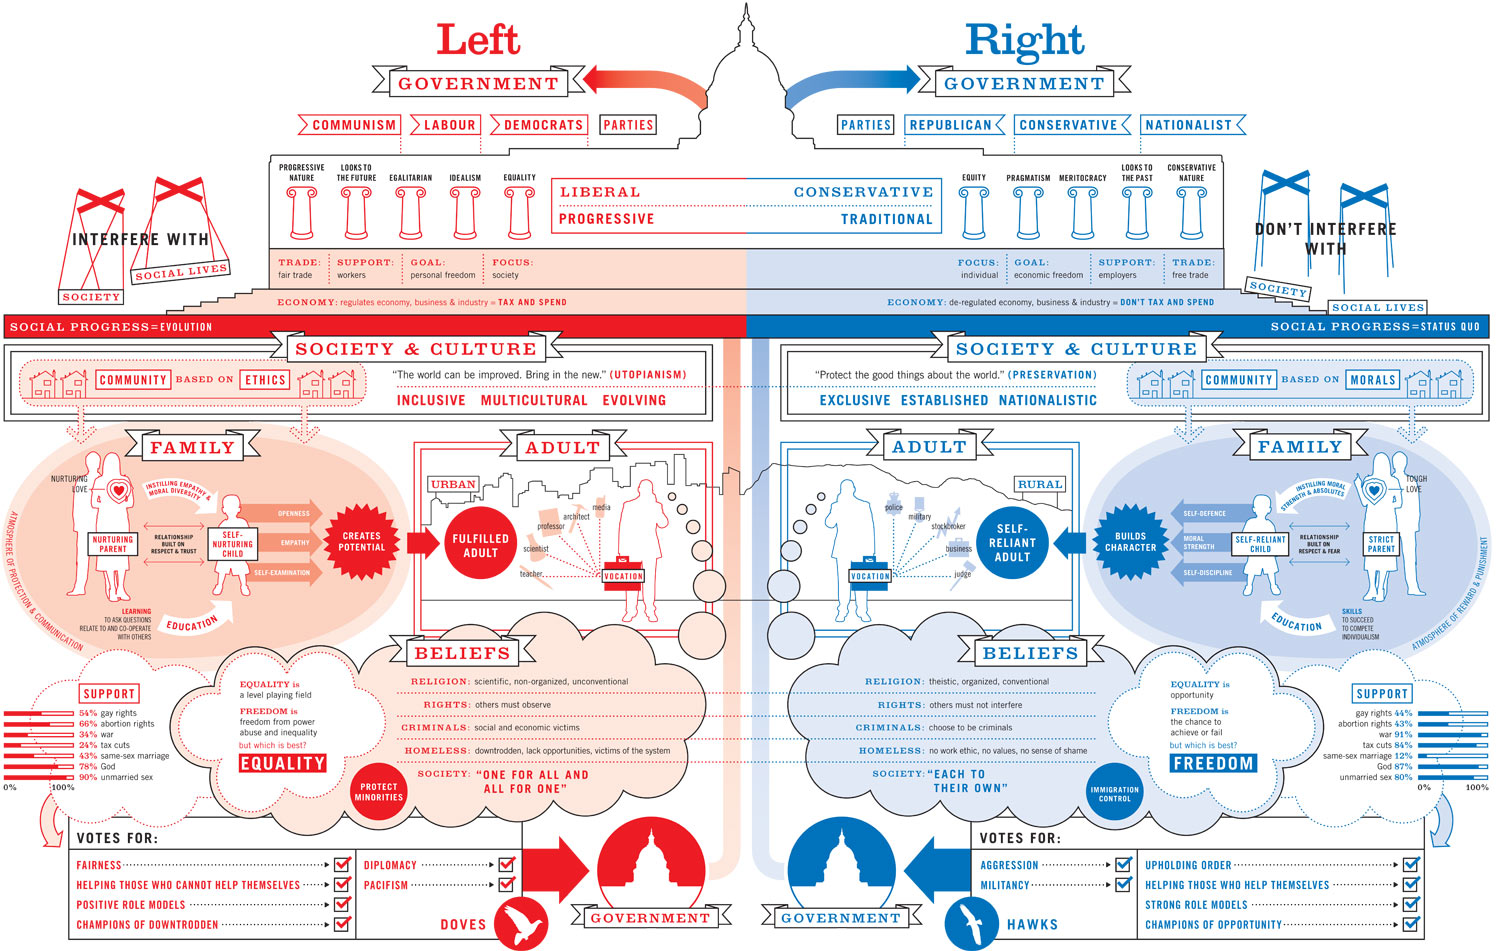 Left
GOVERNMENT
Right
GOVERNMENT
COMMUNISM
LABOUR
DEMOCRATS
PARTIES
PARTIES
REPUBLICAN
CONSERVATIVE
NATIONALIST
PROGRESSIVE
NATURE
LOOKS TO
THE FUTURE
EGALITARIAN
IDEALISM
EQUALITY
LIBERAL
PROGRESSIVE
CONSERVATIVE
TRADITIONAL
EQUITY
PRAGMATISM
MERITOCRACY
LOOKS TO
THE PAST
CONSERVATIVE
NATURE
INTERFERE WITH
SOCIETY
SOCIAL LIVES
DON'T INTERFERE
WITH
SOCIETY
SOCIAL LIVES
TRADE:
fair trade
SUPPORT:
workers
GOAL:
personal freedom
FOCUS:
society
FOCUS:
individual
GOAL:
economic freedom
SUPPORT:
employers
TRADE:
free trade
ECONOMY: regulates economy, business & industry = TAX AND SPEND
ECONOMY: de-regulated economy, business & industry = DON'T TAX AND SPEND
SOCIAL PROGRESS=EVOLUTION
SOCIAL PROGRESS=STATUS QUO
SOCIETY & CULTURE
COMMUNITY BASED ON ETHICS
“The world can be improved. Bring in the new.” (UTOPIANISM)
INCLUSIVE MULTICULTURAL EVOLVING
SOCIETY & CULTURE
“Protect the good things about the world.” (PRESERVATION)
EXCLUSIVE ESTABLISHED NATIONALISTIC
COMMUNITY BASED ON MORALS
FAMILY
NURTURING
LOVE
INSTILLING EMPATHY &
MORAL DIVERSITY
NURTURING
PARENT
RELATIONSHIP
BUILT ON
RESPECT & TRUST
SELF-
NURTURING
CHILD
OPENNESS
EMPATHY
SELF-EXAMINATION
CREATES
POTENTIAL
LEARNING
TO ASK QUESTIONS
RELATE TO AND CO-OPERATE
WITH OTHERS
EDUCATION
ATMOSPHERE OF PROTECTION & COMMUNICATION
ADULT
URBAN
FULFILLED
ADULT
media
architect
professor
scientist
teacher
VOCATION
ADULT
RURAL
police
military
stockbroker
business
judge
VOCATION
SELF-
RELIANT
ADULT
FAMILY
TOUGH
LOVE
INSTILLING MORAL
STRENGTH & ABSOLUTES
BUILDS
CHARACTER
SELF-DEFENCE
MORAL
STRENGTH
SELF-DISCIPLINE
SELF-RELIANT
CHILD
RELATIONSHIP
BUILT ON
RESPECT & FEAR
STRICT
PARENT
EDUCATION
SKILLS
TO SUCCEED
TO COMPETE
INDIVIDUALISM
ATMOSPHERE OF REWARD & PUNISHMENT
SUPPORT
54% gay rights
66% abortion rights
34% war
24% tax cuts
43% same-sex marriage
78% God
90% unmarried sex
0% 100%
EQUALITY is
a level playing field
FREEDOM is
freedom from power
abuse and inequality
but which is best?
EQUALITY
BELIEFS
RELIGION: scientific, non-organized, unconventional
RIGHTS: others must observe
CRIMINALS: social and economic victims
HOMELESS: downtrodden, lack opportunities, victims of the system
SOCIETY: “ONE FOR ALL AND
ALL FOR ONE”
PROTECT
MINORITIES
BELIEFS
RELIGION: theistic, organized, conventional
RIGHTS: others must not interfere
CRIMINALS: choose to be criminals
HOMELESS: no work ethic, no values, no sense of shame
SOCIETY: “EACH TO
THEIR OWN”
IMMIGRATION
CONTROL
EQUALITY is
opportunity
FREEDOM is
the chance to
achieve or fail
but which is best?
FREEDOM
SUPPORT
gay rights 44%
abortion rights 43%
war 91%
tax cuts 84%
same-sex marriage 12%
God 87%
unmarried sex 80%
0% 100%
VOTES FOR:
FAIRNESS
HELPING THOSE WHO CANNOT HELP THEMSELVES
POSITIVE ROLE MODELS
CHAMPIONS OF DOWNTRODDEN
DIPLOMACY
PACIFISM
DOVES
GOVERNMENT
GOVERNMENT
VOTES FOR:
AGGRESSION
MILITANCY
HAWKS
UPHOLDING ORDER
HELPING THOSE WHO HELP THEMSELVES
STRONG ROLE MODELS
CHAMPIONS OF OPPORTUNITY